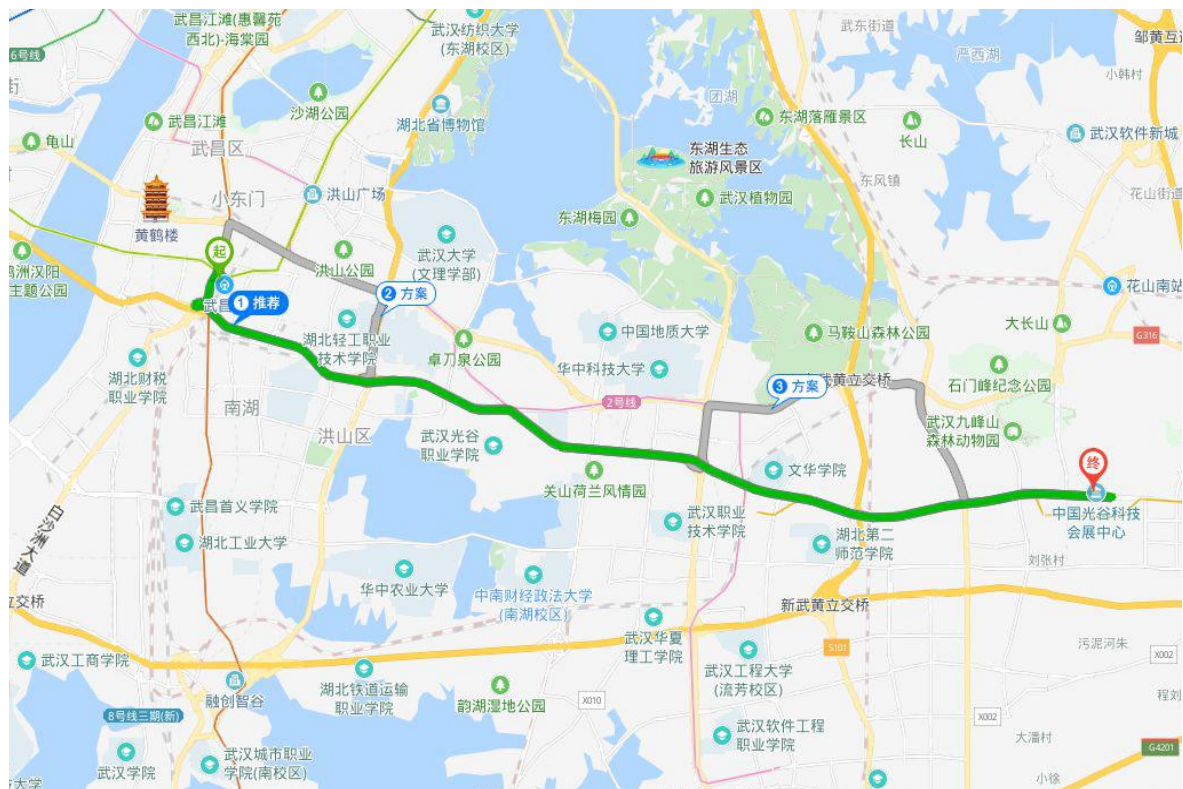 武昌江滩(惠馨苑
西北)-海棠园
武汉纺织大学
(东湖校区)
武东街道
严西湖
邹黄互通
6号线
街
小韩村
沙湖公园
团湖
东湖落雁景区
长山
武汉软件新城
龟山
武昌江滩
湖北省博物馆
武昌区
东湖生态
旅游风景区
东风镇
花山街道
小东门
洪山广场
武汉植物园
黄鹤楼
东湖梅园
起
洪山公园
武汉大学
(文理学部)
鹉洲汉阳
主题公园
花山南站
武昌
1 推荐
2 方案
湖北轻工职业
技术学院
中国地质大学
马鞍山森林公园
大长山
G316
湖北财税
职业学院
卓刀泉公园
华中科技大学
3 方案
武黄立交桥
石门峰纪念公园
南湖
2号线
洪山区
武汉光谷
职业学院
武汉九峰山
森林动物园
文华学院
终
关山荷兰风情园
中国光谷科技
会展中心
武昌首义学院
武汉职业
技术学院
湖北第二
师范学院
白沙洲大道
湖北工业大学
刘张村
华中农业大学
中南财经政法大学
(南湖校区)
立交桥
新武黄立交桥
武汉华夏
理工学院
S101
污泥河朱
X002
武汉工商学院
湖北铁道运输
职业学院
武汉工程大学
(流芳校区)
融创智谷
韵湖湿地公园
X010
程刘
8号线三期(新)
X002
武汉软件工程
职业学院
大潘村
武汉城市职业
学院(南校区)
G4201
武汉学院
技大学
小徐